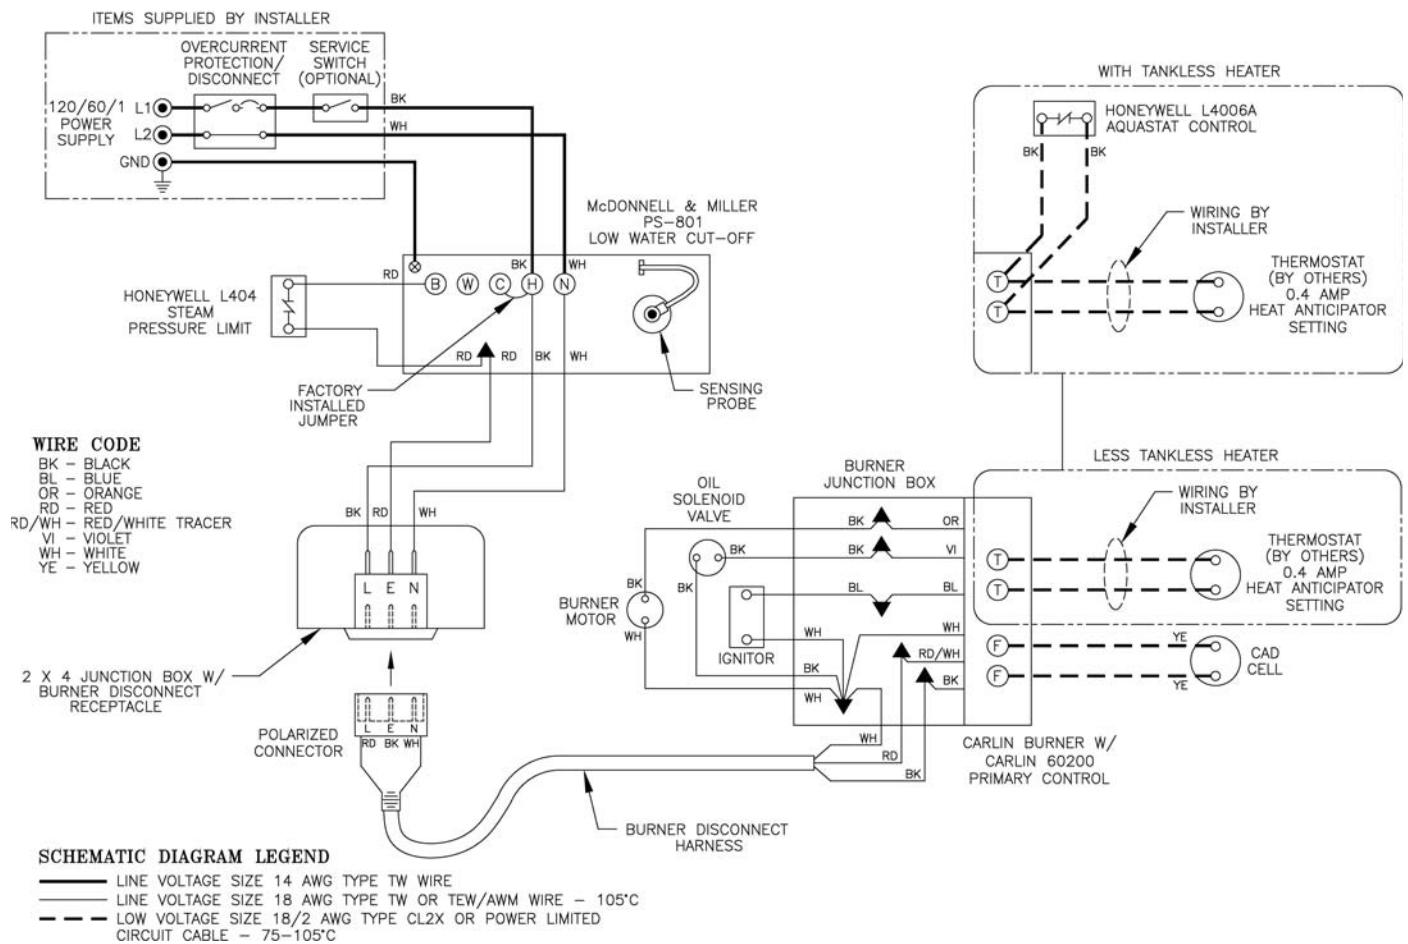 ITEMS SUPPLIED BY INSTALLER
OVERCURRENT
PROTECTION/
DISCONNECT
SERVICE
SWITCH
(OPTIONAL)
120/60/1
POWER
SUPPLY
L1
L2
GND
BK
WH
McDONNELL & MILLER
PS-801
LOW WATER CUT-OFF
HONEYWELL L404
STEAM
PRESSURE LIMIT
RD
B
W
C
BK
H
WH
N
RD
RD
BK
WH
FACTORY
INSTALLED
JUMPER
SENSING
PROBE
WITH TANKLESS HEATER
HONEYWELL L4006A
AQUASTAT CONTROL
BK
BK
WIRING BY
INSTALLER
T
T
THERMOSTAT
(BY OTHERS)
0.4 AMP
HEAT ANTICIPATOR
SETTING
WIRE CODE
BK - BLACK
BL - BLUE
OR - ORANGE
RD - RED
RD/WH - RED/WHITE TRACER
VI - VIOLET
WH - WHITE
YE - YELLOW
BK
RD
WH
L
E
N
2 X 4 JUNCTION BOX W/
BURNER DISCONNECT
RECEPTACLE
POLARIZED
CONNECTOR
L
E
N
RD
BK
WH
LESS TANKLESS HEATER
WIRING BY
INSTALLER
T
T
THERMOSTAT
(BY OTHERS)
0.4 AMP
HEAT ANTICIPATOR
SETTING
BURNER
JUNCTION BOX
OIL
SOLENOID
VALVE
BK
OR
BK
BK
VI
BK
BK
BL
BL
BURNER
MOTOR
WH
IGNITOR
WH
WH
BK
RD/WH
WH
BK
F
F
YE
YE
CAD
CELL
WH
RD
BK
CARLIN BURNER W/
CARLIN 60200
PRIMARY CONTROL
BURNER DISCONNECT
HARNESS
SCHEMATIC DIAGRAM LEGEND
LINE VOLTAGE SIZE 14 AWG TYPE TW WIRE
LINE VOLTAGE SIZE 18 AWG TYPE TW OR TEW/AWM WIRE - 105°C
LOW VOLTAGE SIZE 18/2 AWG TYPE CL2X OR POWER LIMITED
CIRCUIT CABLE - 75-105°C